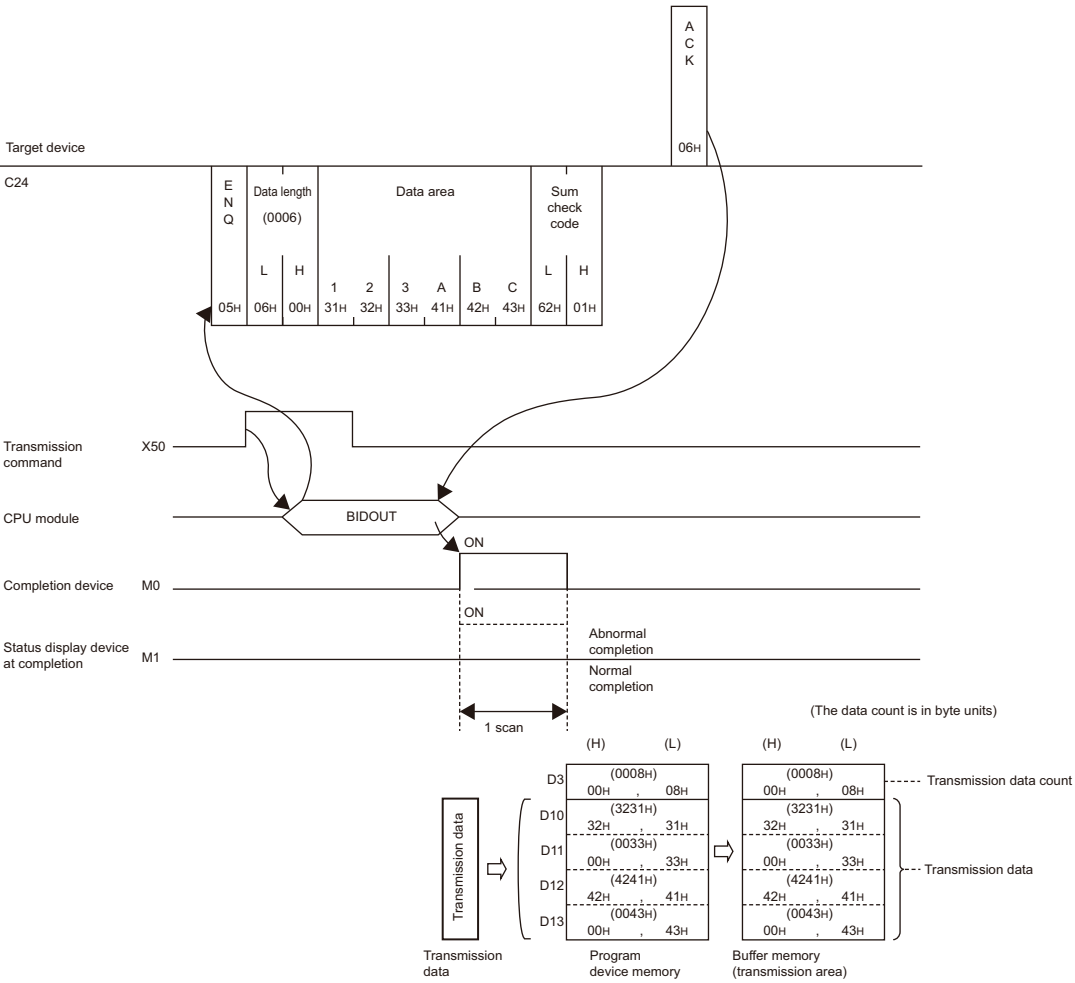 A
C
K
06H
Target device
C24
E
N
Q
Data length
(0006)
Data area
Sum
check
code
L H L H
1 2 3 A B C
05H 06H 00H 31H 32H 33H 41H 42H 43H 62H 01H
Transmission
command
X50
CPU module
BIDOUT
ON
Completion device M0
ON
Status display device
at completion
M1
Abnormal
completion
Normal
completion
1 scan
(The data count is in byte units)
(H) (L) (H) (L)
D3 (0008H) (0008H)
00H , 08H 00H , 08H
Transmission data count
D10 (3231H) (3231H)
32H , 31H 32H , 31H
D11 (0033H) (0033H)
00H , 33H 00H , 33H
D12 (4241H) (4241H)
42H , 41H 42H , 41H
D13 (0043H) (0043H)
00H , 43H 00H , 43H
Transmission data
Transmission data
Transmission
data
Program
device memory
Buffer memory
(transmission area)